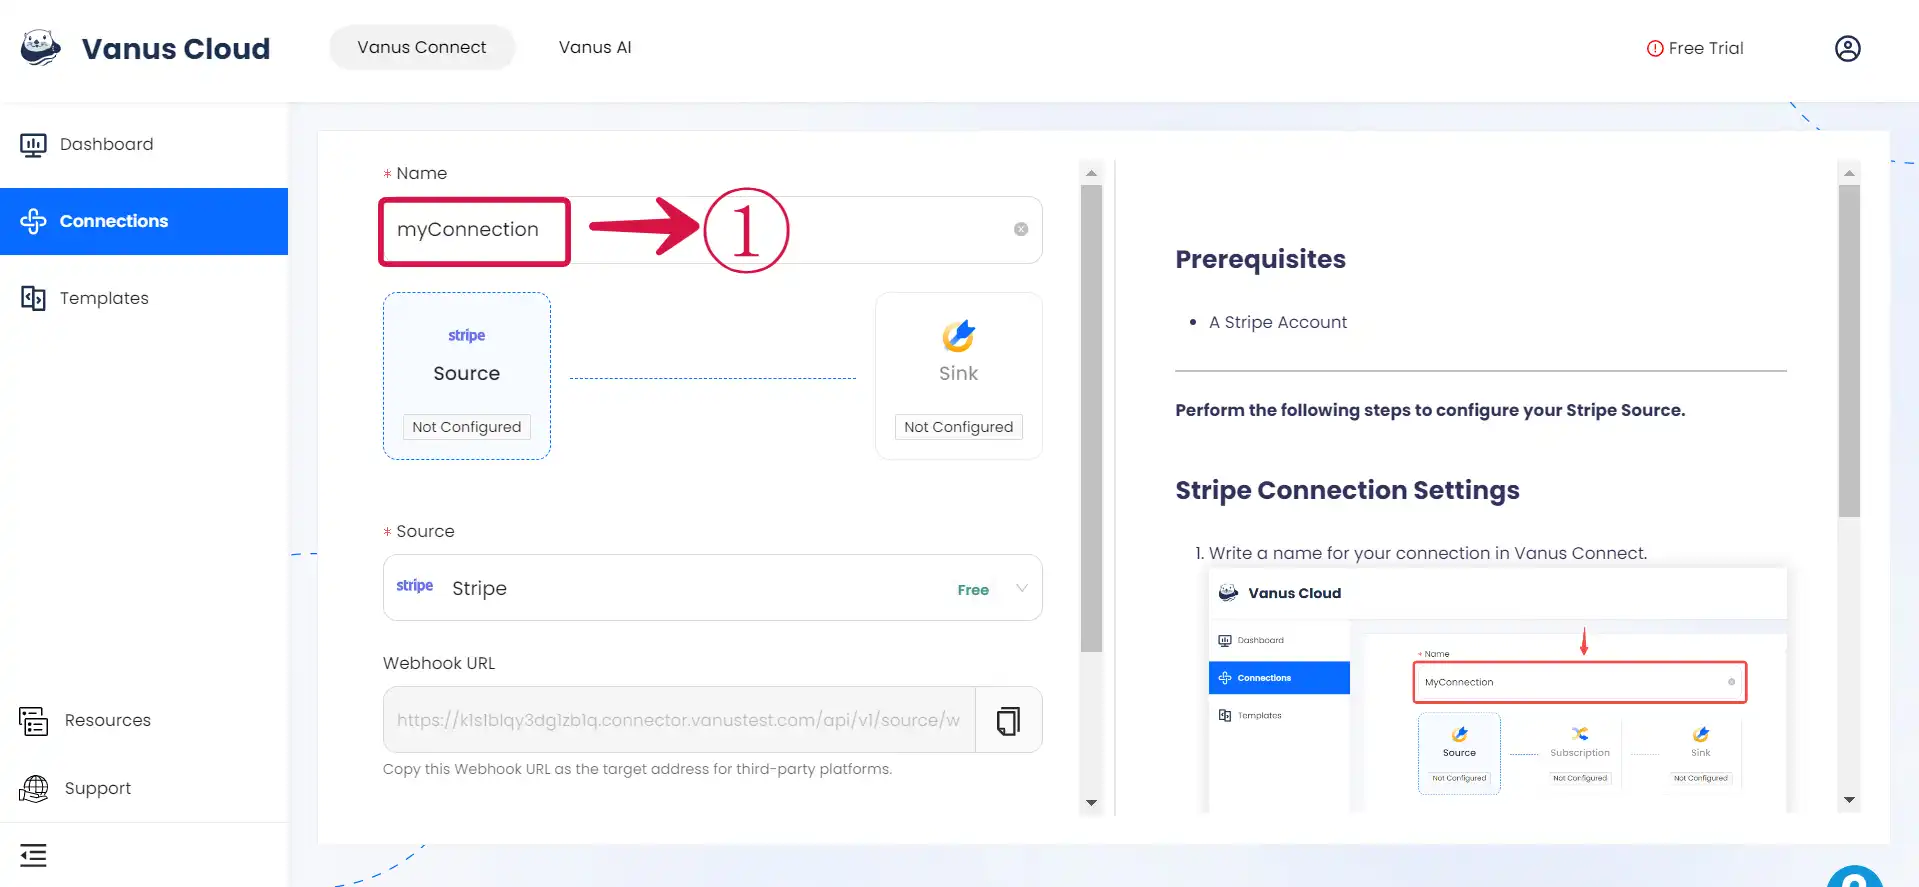 Vanus Cloud
Vanus Connect
Vanus AI
Free Trial
Dashboard
Connections
Templates
Resources
Support
* Name
myConnection
1
stripe
Source
Not Configured
Sink
Not Configured
* Source
stripe Stripe Free
Webhook URL
https://k1s1blqy3dg1zb1q.connector.vanustest.com/api/v1/source/w
Copy this Webhook URL as the target address for third-party platforms.
Prerequisites
• A Stripe Account
Perform the following steps to configure your Stripe Source.
Stripe Connection Settings
1. Write a name for your connection in Vanus Connect.
Vanus Cloud
Dashboard
Connections
Templates
* Name
MyConnection
Source
Not Configured
Subscription
Not Configured
Sink
Not Configured